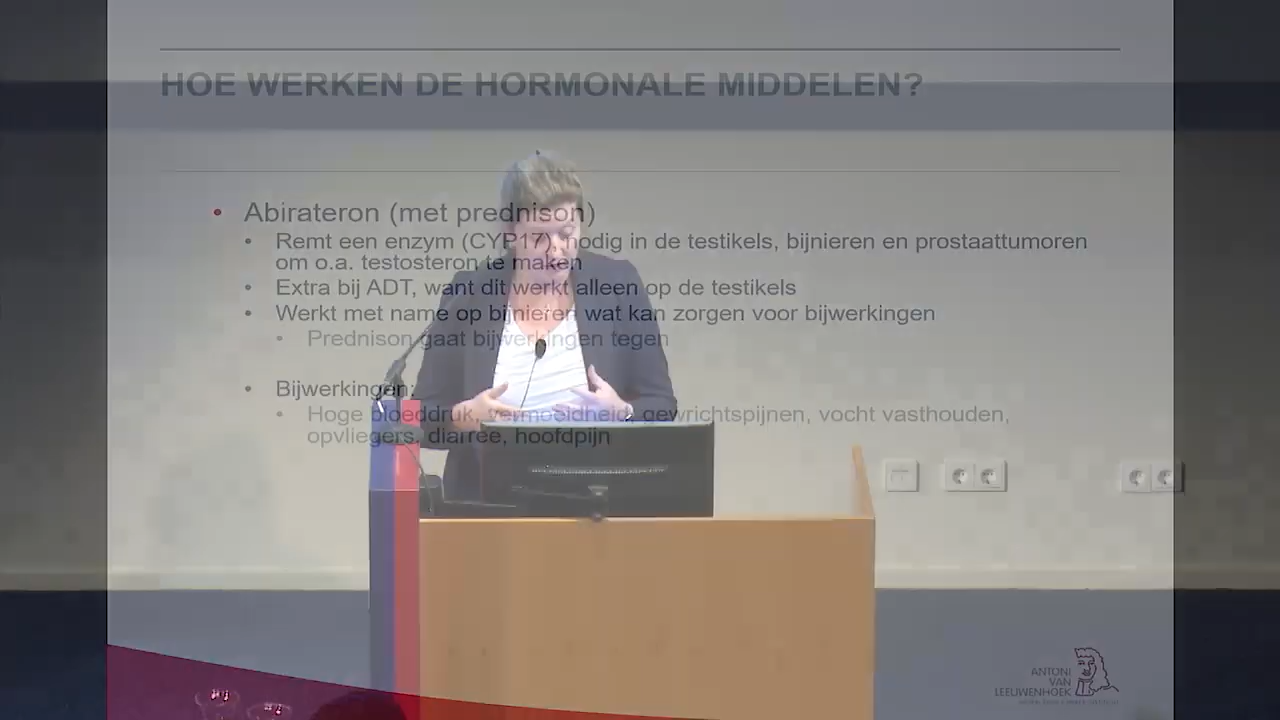 HOE WERKEN DE HORMONALE MIDDELEN?
• Abirateron (met prednison)
• Remt een enzym (CYP17) nodig in de testikels, bijnieren en prostaattumoren
om o.a. testosteron te maken
• Extra bij ADT, want dit werkt alleen op de testikels
• Werkt met name op bijnieren wat kan zorgen voor bijwerkingen
• Prednison gaat bijwerkingen tegen
• Bijwerkingen:
• Hoge bloeddruk, vermoeidheid, gewrichtspijnen, vocht vasthouden,
opvliegers, diarree, hoofdpijn
ANTONI
VAN
LEEUWENHOEK